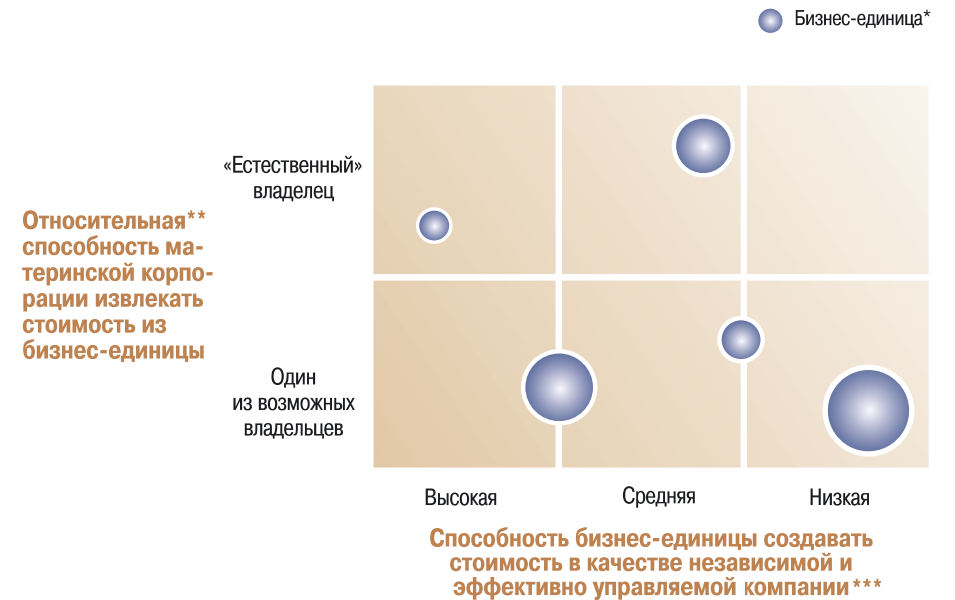 Бизнес-единица*
«Естественный»
владелец
Относительная**
способность ма-
теринской корпо-
рации извлекать
стоимость из
бизнес-единицы
Один
из возможных
владельцев
Высокая
Средняя
Низкая
Способность бизнес-единицы создавать
стоимость в качестве независимой и
эффективно управляемой компании***